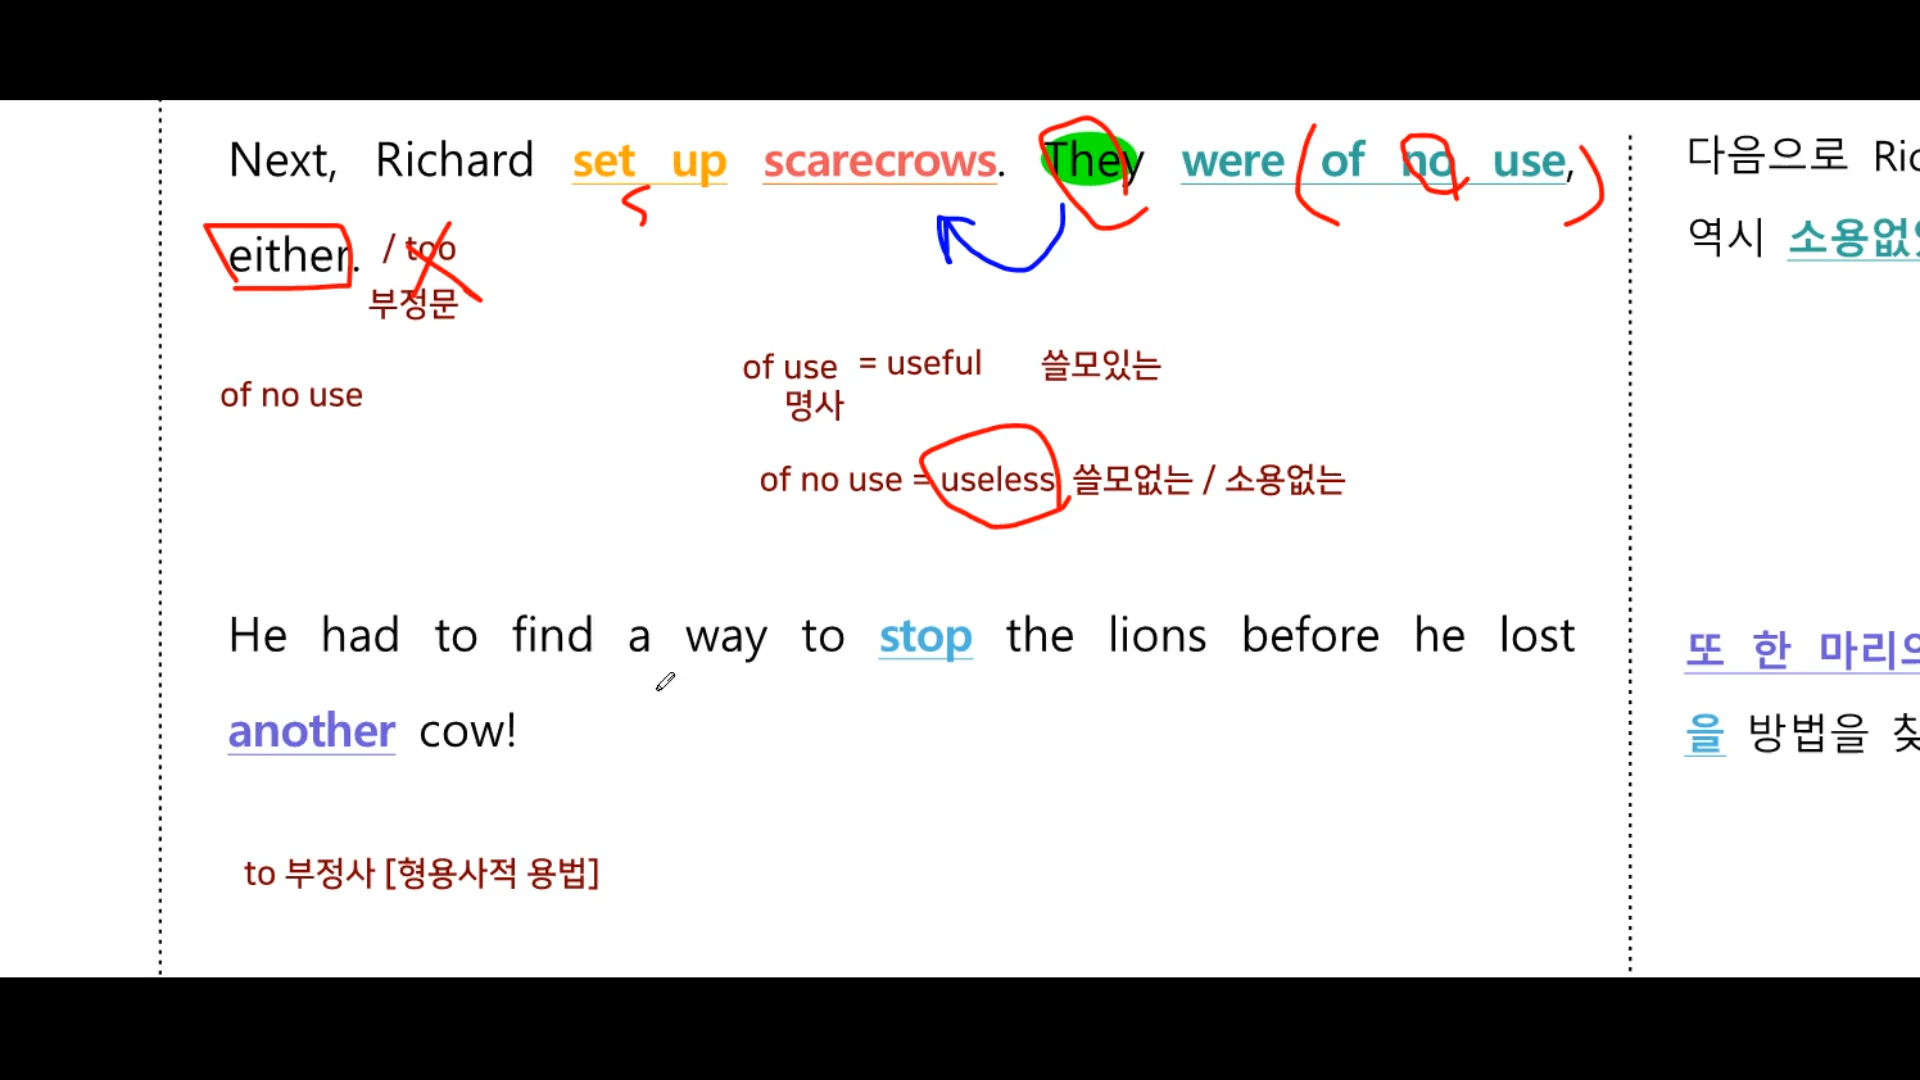 Next, Richard set up scarecrows. They were of no use,
either. / too
부정문
of use = useful 쓸모있는
명사
of no use
of no use = useless 쓸모없는 / 소용없는
He had to find a way to stop the lions before he lost
another cow!
to 부정사 [형용사적 용법]
다음으로
역시 소용없
또 한 마리
을 방법을